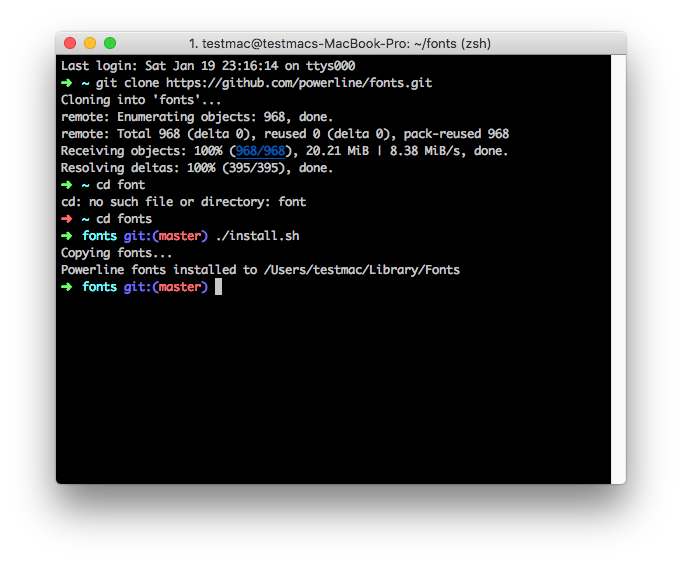 1. testmac@testmacs-MacBook-Pro: ~/fonts (zsh)
Last login: Sat Jan 19 23:16:14 on ttys000
➜ ~ git clone https://github.com/powerline/fonts.git
Cloning into 'fonts'...
remote: Enumerating objects: 968, done.
remote: Total 968 (delta 0), reused 0 (delta 0), pack-reused 968
Receiving objects: 100% (968/968), 20.21 MiB | 8.38 MiB/s, done.
Resolving deltas: 100% (395/395), done.
➜ ~ cd font
cd: no such file or directory: font
➜ ~ cd fonts
➜ fonts git:(master) ./install.sh
Copying fonts...
Powerline fonts installed to /Users/testmac/Library/Fonts
➜ fonts git:(master)